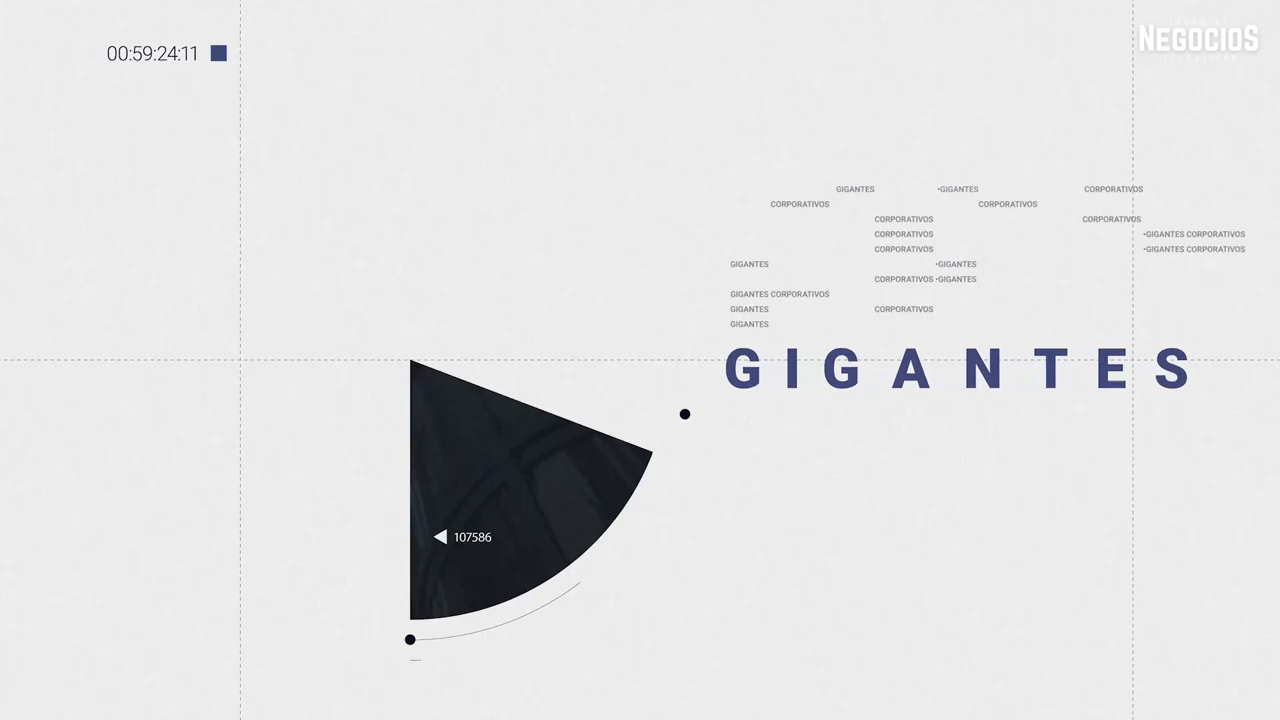 00:59:24:11
NEGOCIOS
GIGANTES •GIGANTES CORPORATIVOS
CORPORATIVOS CORPORATIVOS
CORPORATIVOS CORPORATIVOS
CORPORATIVOS •GIGANTES CORPORATIVOS
CORPORATIVOS •GIGANTES CORPORATIVOS
GIGANTES •GIGANTES
CORPORATIVOS •GIGANTES
GIGANTES CORPORATIVOS
GIGANTES CORPORATIVOS
GIGANTES
GIGANTES
107586